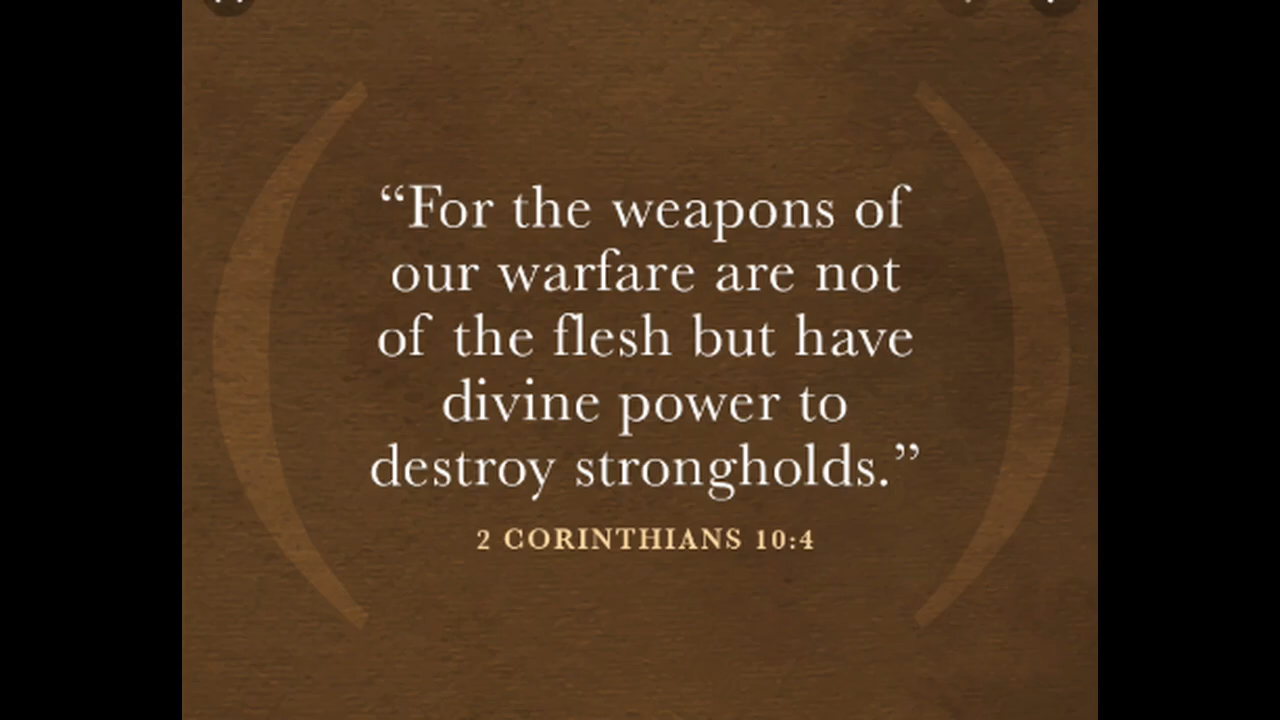 “For the weapons of
our warfare are not
of the flesh but have
divine power to
destroy strongholds.”
2 CORINTHIANS 10:4